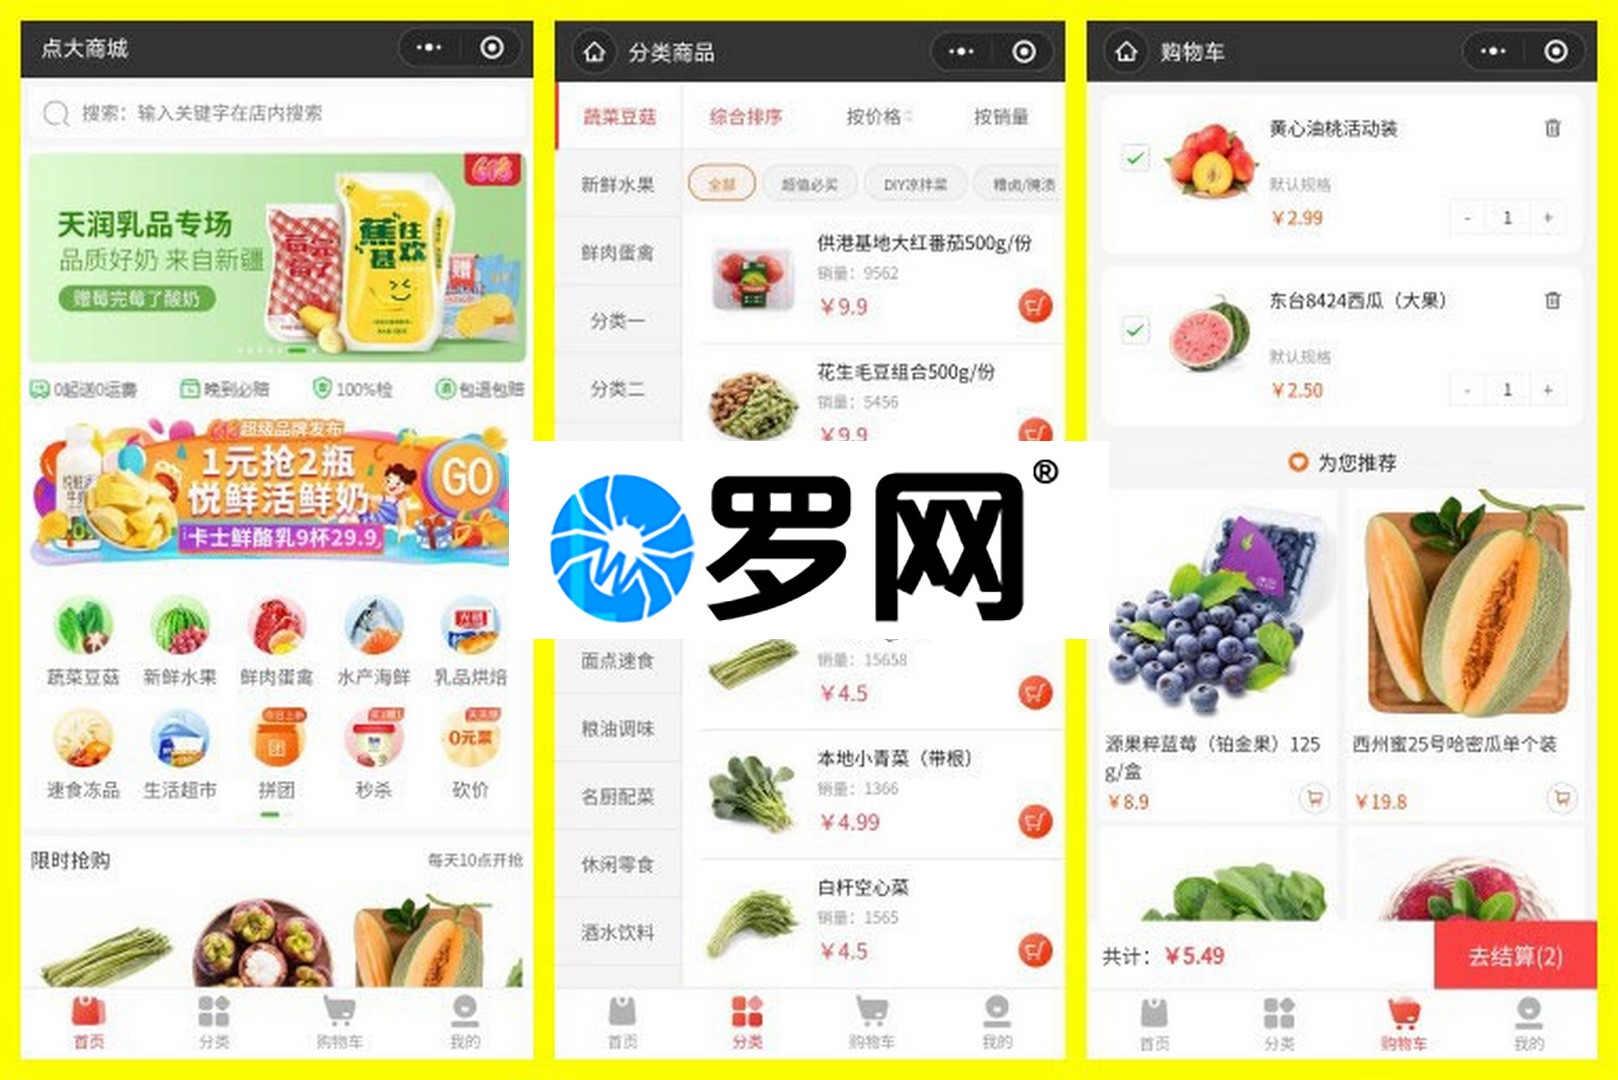 点大商城
搜索：输入关键字在店内搜索
618
天润乳品专场
品质好奶 来自新疆
赠莓完莓了酸奶
莓完
莓了
蕉住
甚欢
赠
0起送0运费
晚到必赔
100%检
包退包赔
618超级品牌发布
1元抢2瓶
悦鲜活鲜奶
卡士鲜酪乳9杯29.9
GO
蔬菜豆菇
新鲜水果
鲜肉蛋禽
水产海鲜
乳品烘焙
团
0元票
速食冻品
生活超市
拼团
秒杀
砍价
限时抢购
每天10点开抢
首页
分类
购物车
我的
分类商品
蔬菜豆菇
新鲜水果
鲜肉蛋禽
分类一
分类二
面点速食
粮油调味
名厨配菜
休闲零食
酒水饮料
综合排序
按价格
按销量
全部
超值必买
DIY凉拌菜
糟卤/腌渍
供港基地大红番茄500g/份
销量：9562
￥9.9
花生毛豆组合500g/份
销量：5456
￥9.9
罗网®
销量：15658
￥4.5
本地小青菜（带根）
销量：1366
￥4.99
白杆空心菜
销量：1565
￥4.5
首页
分类
购物车
我的
购物车
黄心油桃活动装
默认规格
￥2.99
- 1 +
东台8424西瓜（大果）
默认规格
￥2.50
- 1 +
为您推荐
源果粹蓝莓（铂金果）125
g/盒
￥8.9
西州蜜25号哈密瓜单个装
￥19.8
共计：￥5.49
去结算(2)
首页
分类
购物车
我的